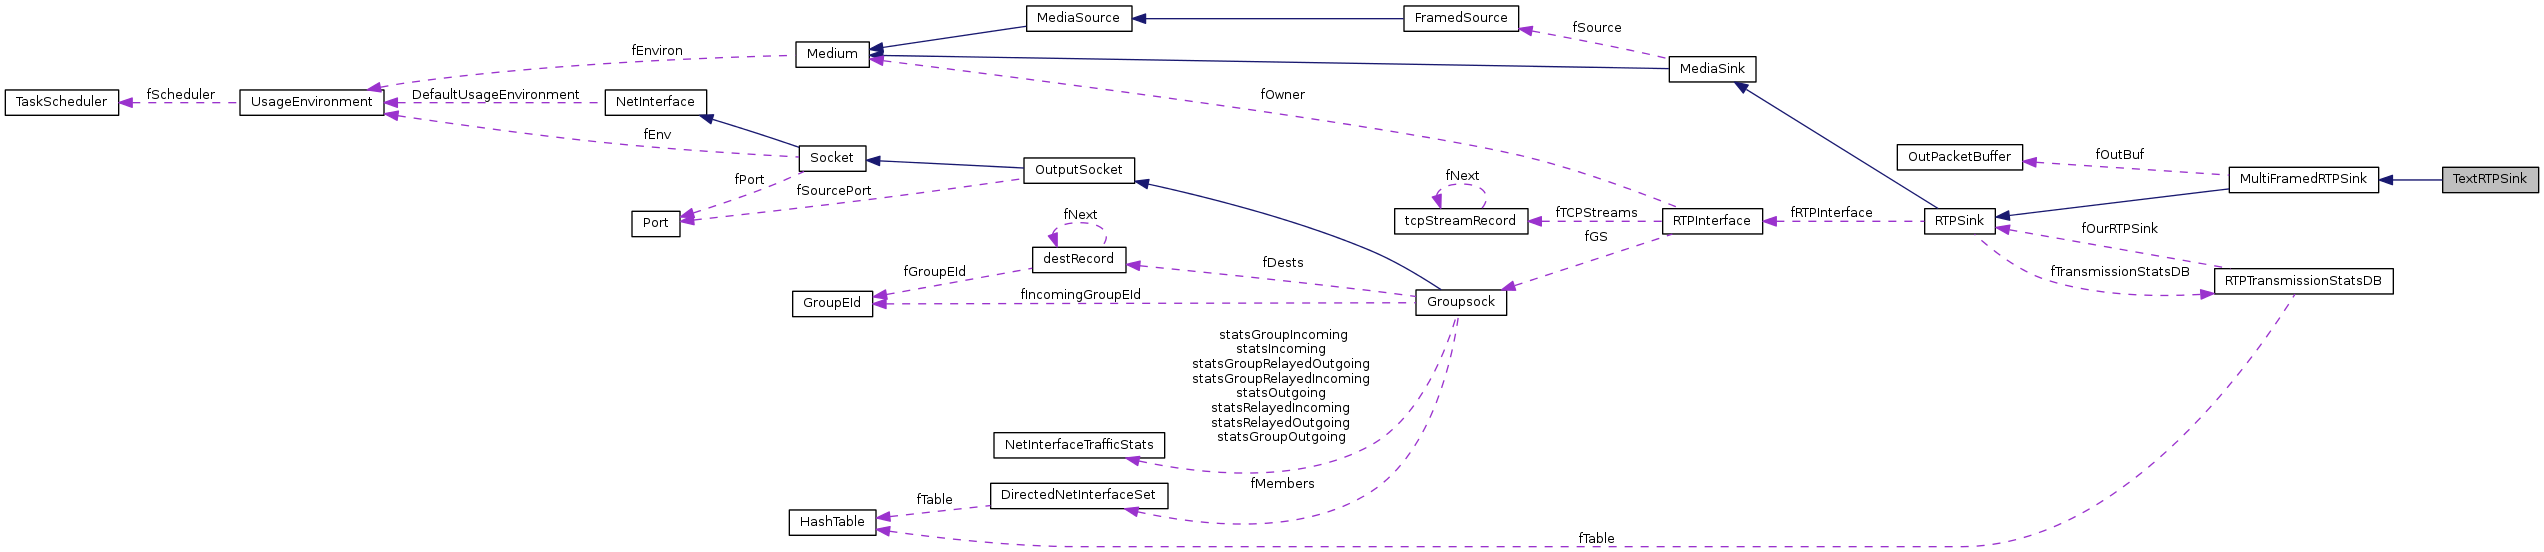 MediaSource
FramedSource
fSource
fEnviron
Medium
MediaSink
TaskScheduler
fScheduler
UsageEnvironment
DefaultUsageEnvironment
NetInterface
fOwner
fEnv
Socket
OutputSocket
fPort
fSourcePort
Port
OutPacketBuffer
fOutBuf
MultiFramedRTPSink
TextRTPSink
fNext
tcpStreamRecord
fTCPStreams
RTPInterface
fRTPInterface
RTPSink
fOurRTPSink
fGS
fNext
destRecord
fDests
fGroupEId
GroupEId
fIncomingGroupEId
Groupsock
fTransmissionStatsDB
RTPTransmissionStatsDB
statsGroupIncoming
statsIncoming
statsGroupRelayedOutgoing
statsGroupRelayedIncoming
statsOutgoing
statsRelayedIncoming
statsRelayedOutgoing
statsGroupOutgoing
NetInterfaceTrafficStats
fMembers
DirectedNetInterfaceSet
fTable
HashTable
fTable